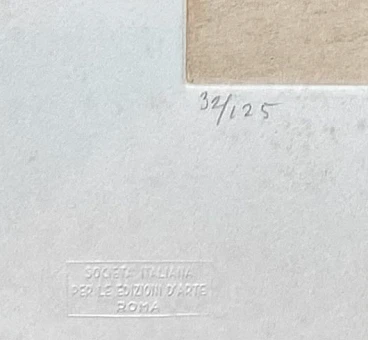 32/125
SOCIETÀ ITALIANA
PER LE EDIZIONI D'ARTE
ROMA